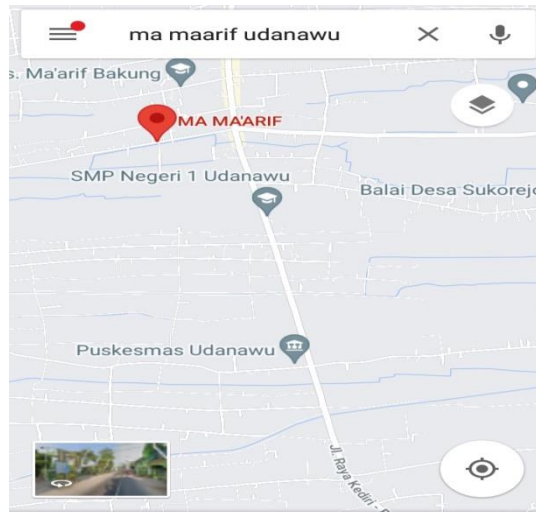 ma maarif udanawu
s. Ma'arif Bakung
MA MA'ARIF
SMP Negeri 1 Udanawu
Balai Desa Sukorejo
Puskesmas Udanawu
Jl. Raya Kediri -